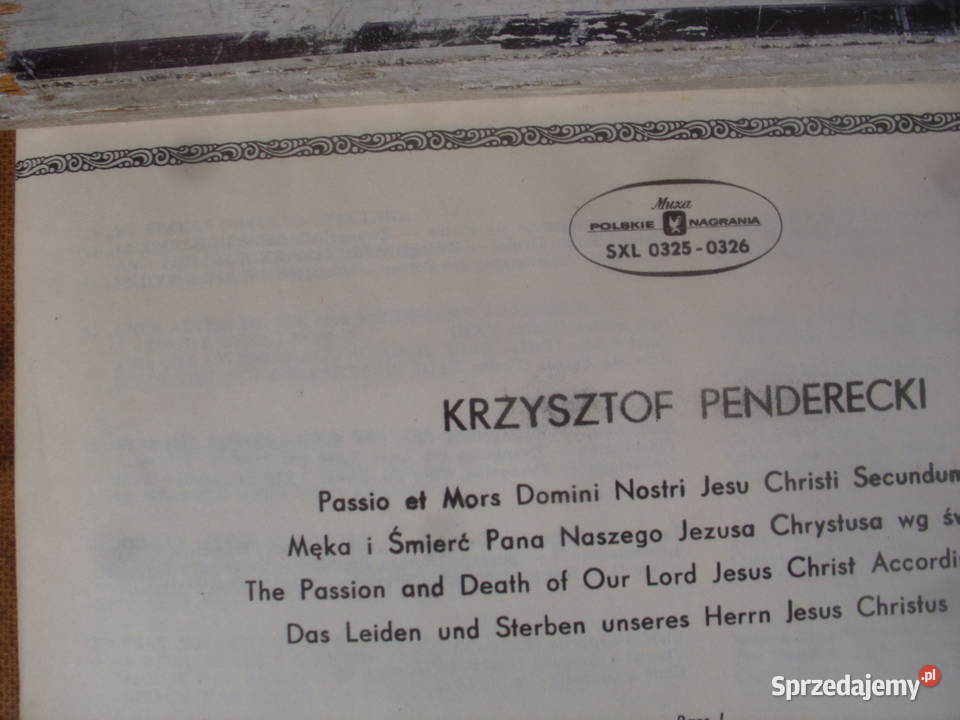 Muza
POLSKIE NAGRANIA
SXL 0325-0326
KRZYSZTOF PENDERECKI
Passio et Mors Domini Nostri Jesu Christi Secundum
Męka i Śmierć Pana Naszego Jezusa Chrystusa wg św
The Passion and Death of Our Lord Jesus Christ Accordi
Das Leiden und Sterben unseres Herrn Jesus Christus
Sprzedajemy.pl